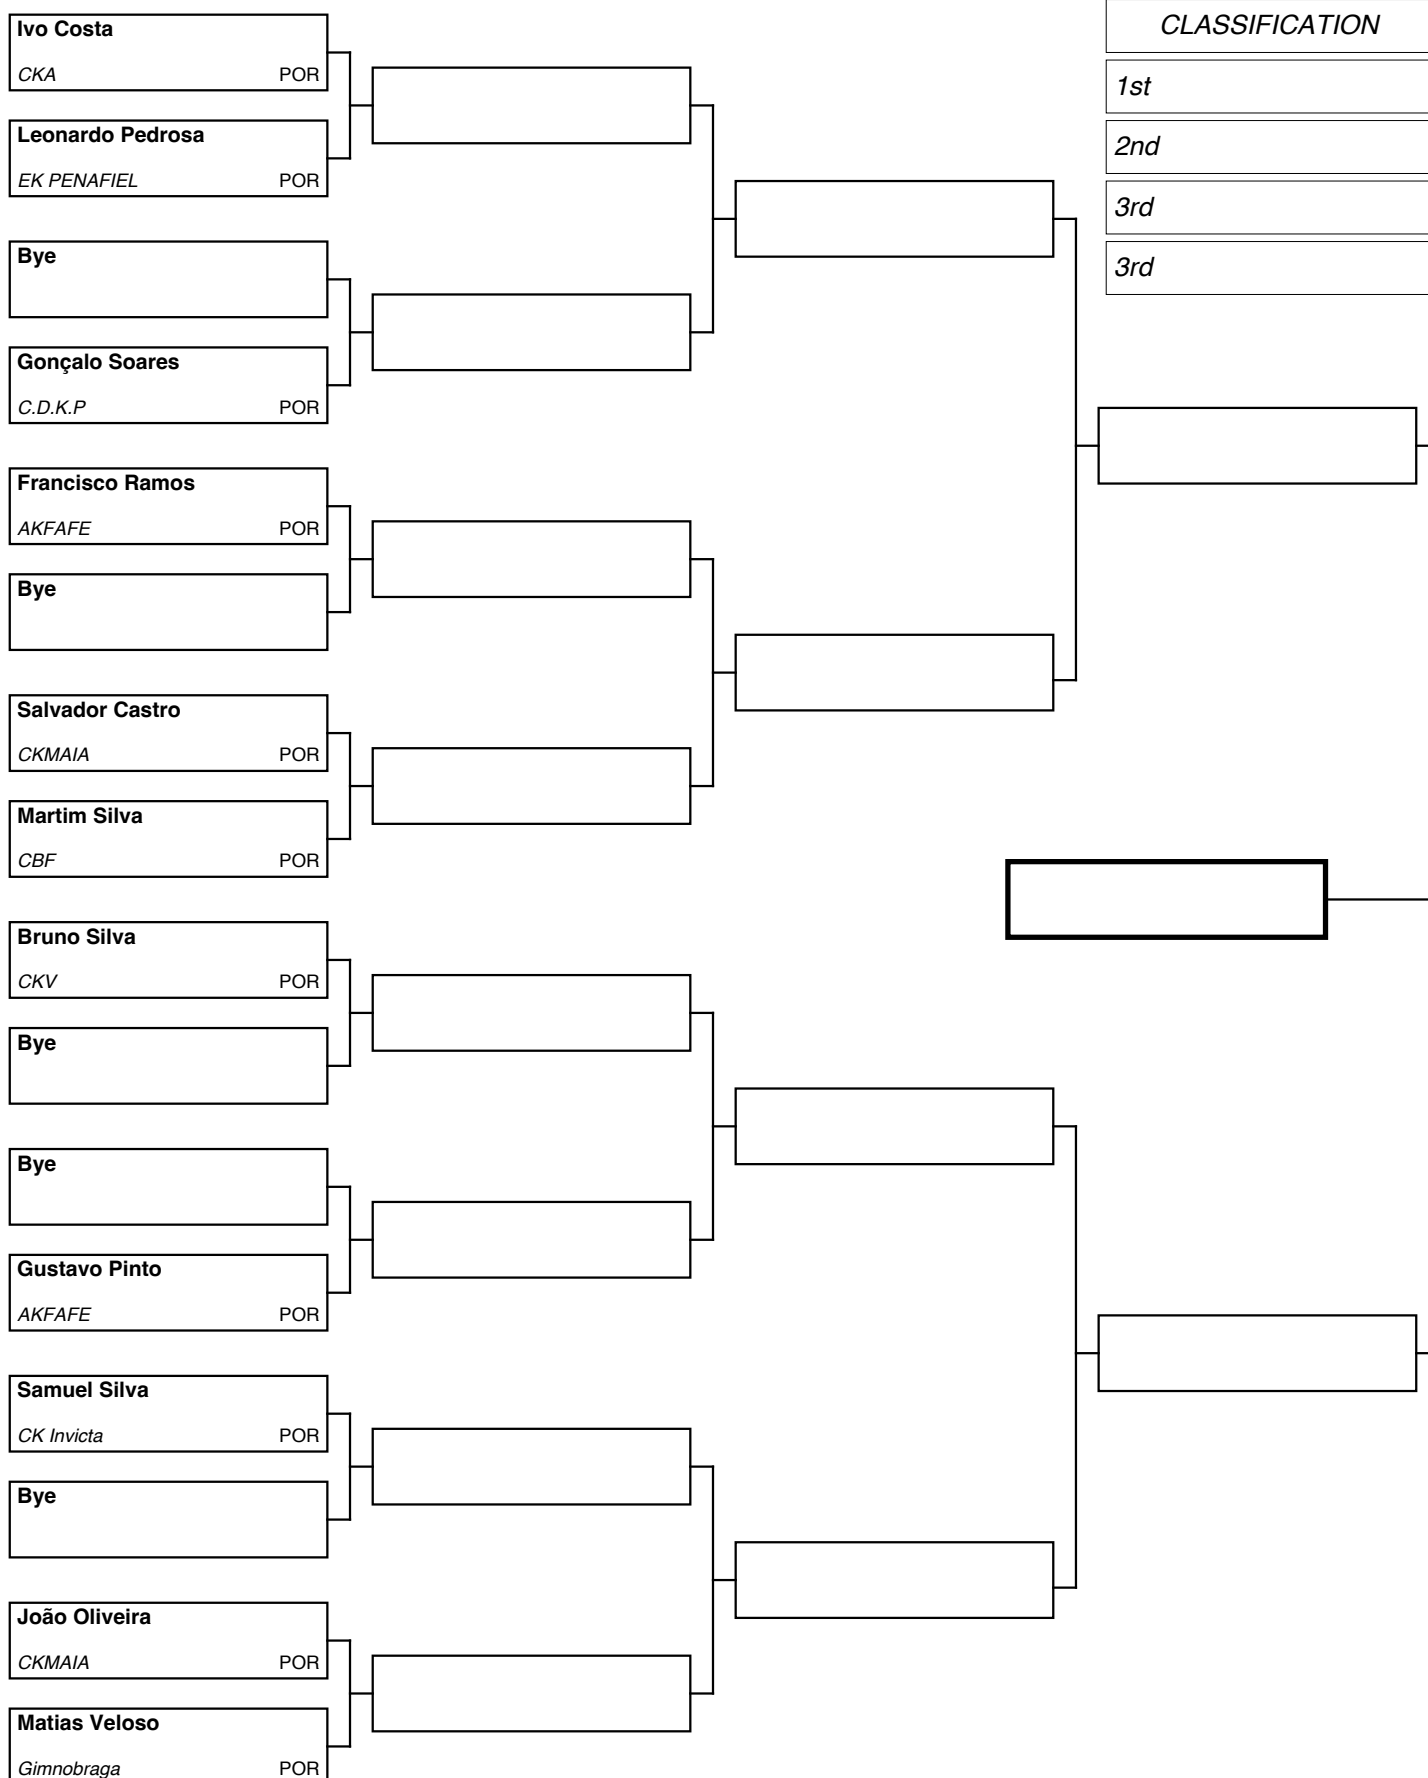 CLASSIFICATION
1st
2nd
3rd
3rd
Ivo Costa
CKA POR
Leonardo Pedrosa
EK PENAFIEL POR
Bye
Gonçalo Soares
C.D.K.P POR
Francisco Ramos
AKFAFE POR
Bye
Salvador Castro
CKMAIA POR
Martim Silva
CBF POR
Bruno Silva
CKV POR
Bye
Bye
Gustavo Pinto
AKFAFE POR
Samuel Silva
CK Invicta POR
Bye
João Oliveira
CKMAIA POR
Matias Veloso
Gimnobraga POR